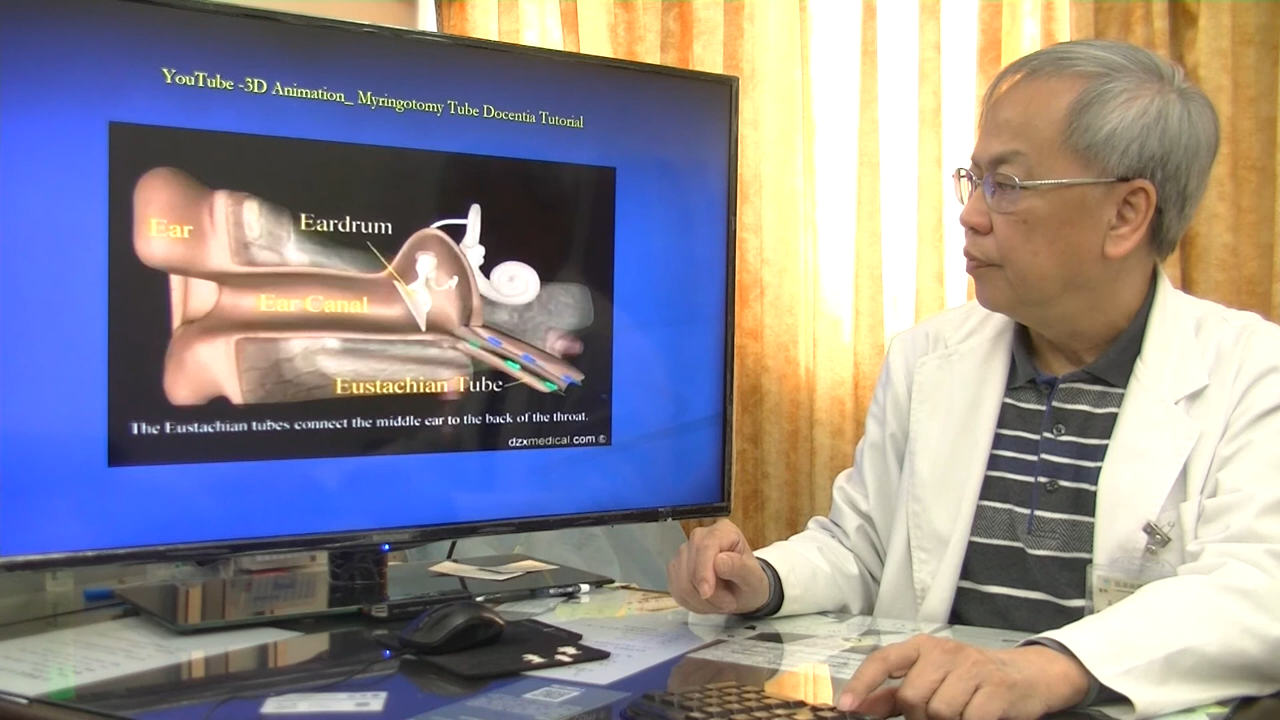 YouTube -3D Animation_ Myringotomy Tube Docentia Tutorial
Ear
Eardrum
Ear Canal
Eustachian Tube
The Eustachian tubes connect the middle ear to the back of the throat.
dzxmedical.com ©